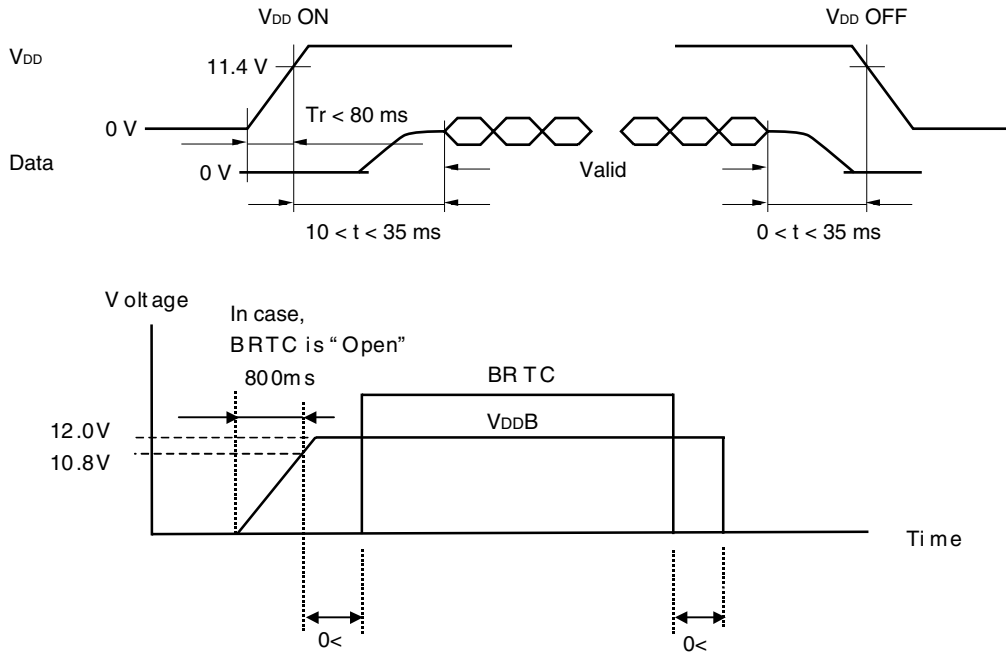 VDD ON
VDD OFF
VDD
11.4 V
Tr < 80 ms
0 V
Data
0 V
Valid
10 < t < 35 ms
0 < t < 35 ms
Voltage
In case,
BRTC is “Open”
800ms
BRTC
VDDB
12.0V
10.8V
Time
0<
0<